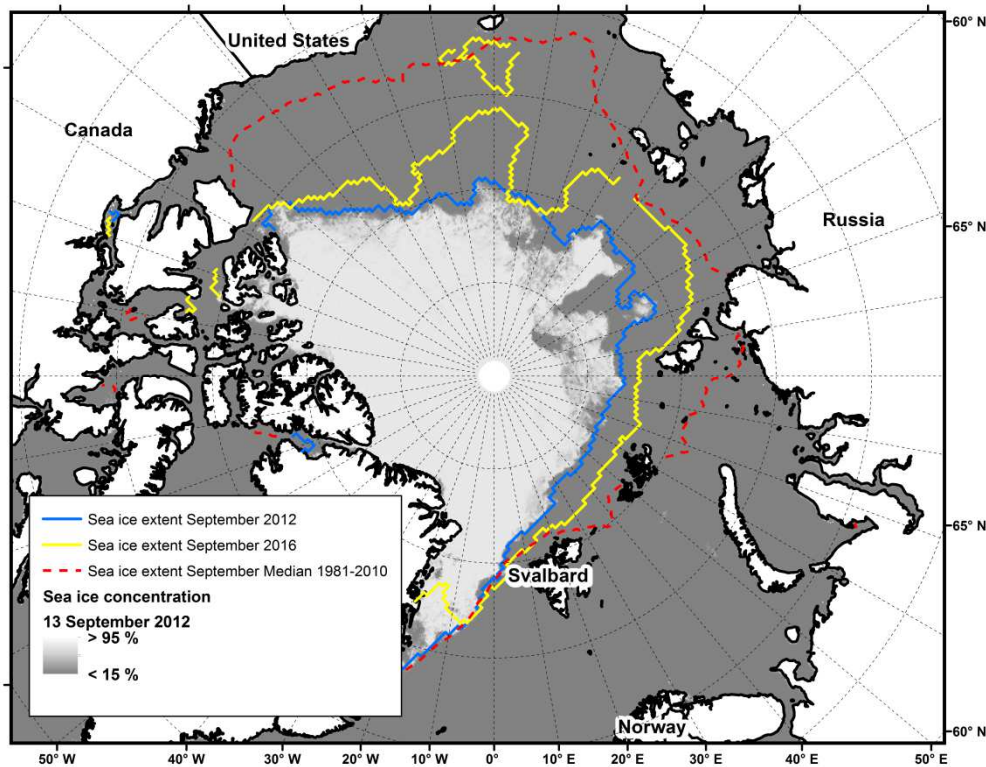 60° N
United States
Canada
Russia
65° N
Sea ice extent September 2012
Sea ice extent September 2016
Sea ice extent September Median 1981-2010
Sea ice concentration
13 September 2012
> 95 %
< 15 %
Svalbard
65° N
Norway
60° N
50° W
40° W
30° W
20° W
10° W
0° E
10° E
20 E
30° E
40° E
50° E